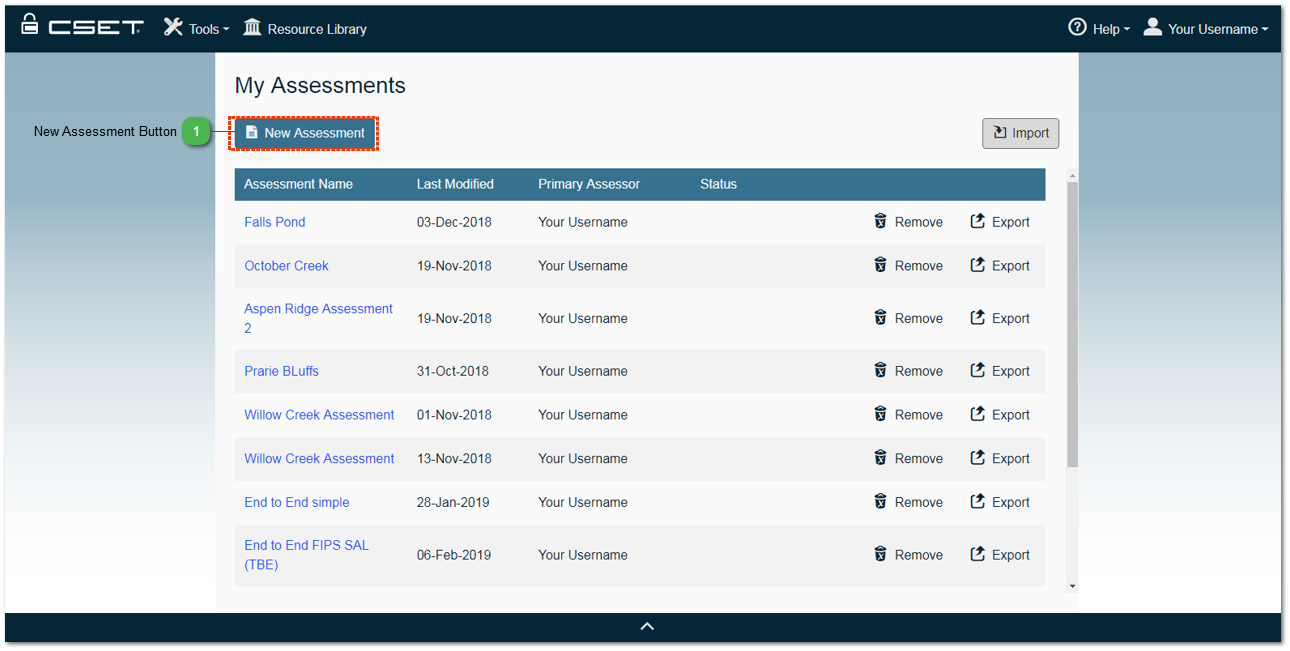 CSET Tools Resource Library Help Your Username
My Assessments
New Assessment Button 1 New Assessment Import
Assessment Name Last Modified Primary Assessor Status
Falls Pond 03-Dec-2018 Your Username Remove Export
October Creek 19-Nov-2018 Your Username Remove Export
Aspen Ridge Assessment
2 19-Nov-2018 Your Username Remove Export
Prarie BLuffs 31-Oct-2018 Your Username Remove Export
Willow Creek Assessment 01-Nov-2018 Your Username Remove Export
Willow Creek Assessment 13-Nov-2018 Your Username Remove Export
End to End simple 28-Jan-2019 Your Username Remove Export
End to End FIPS SAL
(TBE) 06-Feb-2019 Your Username Remove Export